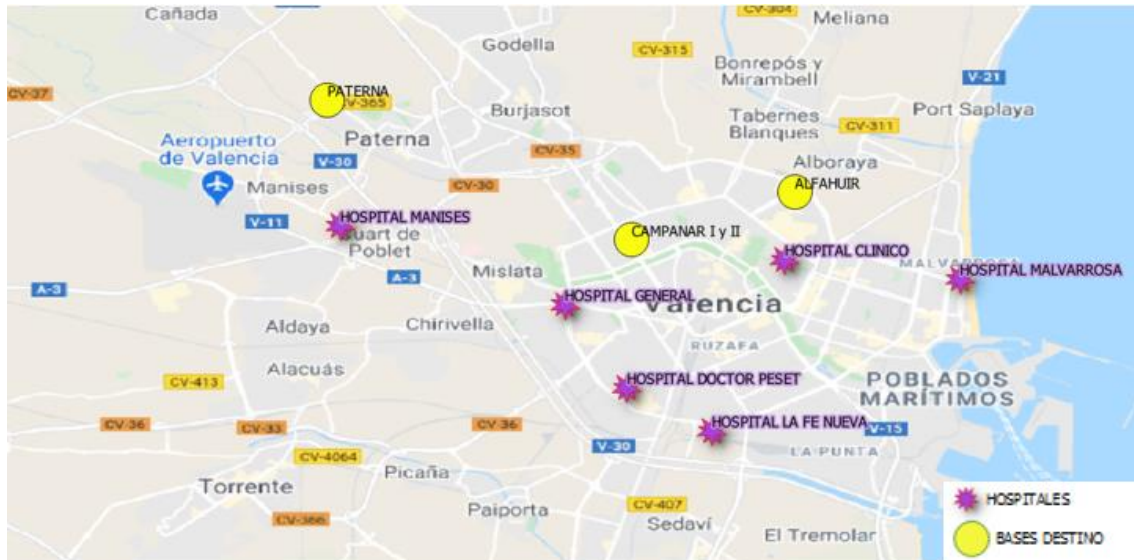 Cañada
CV-304
Meliana
Godella
CV-315
Bonrepós y
Mirambell
V-21
CV-37
PATERNA
CV-365
Burjasot
Tabernes
Blanques
Port Saplaya
Aeropuerto
de Valencia
Paterna
CV-311
V-30
CV-35
Alboraya
Manises
CV-30
ALFAHUIR
V-11
HOSPITAL MANISES
CAMPANAR I y II
uart de
Poblet
HOSPITAL CLINICO
MALVARROSA
Mislata
HOSPITAL MALVARROSA
A-3
A-3
HOSPITAL GENERAL
Valencia
Aldaya
Chirivella
RUZAFA
Alacuás
HOSPITAL DOCTOR PESET
POBLADOS
MARÍTIMOS
CV-413
CV-36
CV-33
CV-36
HOSPITAL LA FE NUEVA
V-15
V-30
LA PUNTA
CV-4064
Picaña
Torrente
CV-407
HOSPITALES
CV-366
Paiporta
Sedaví
El Tremolar
BASES DESTINO